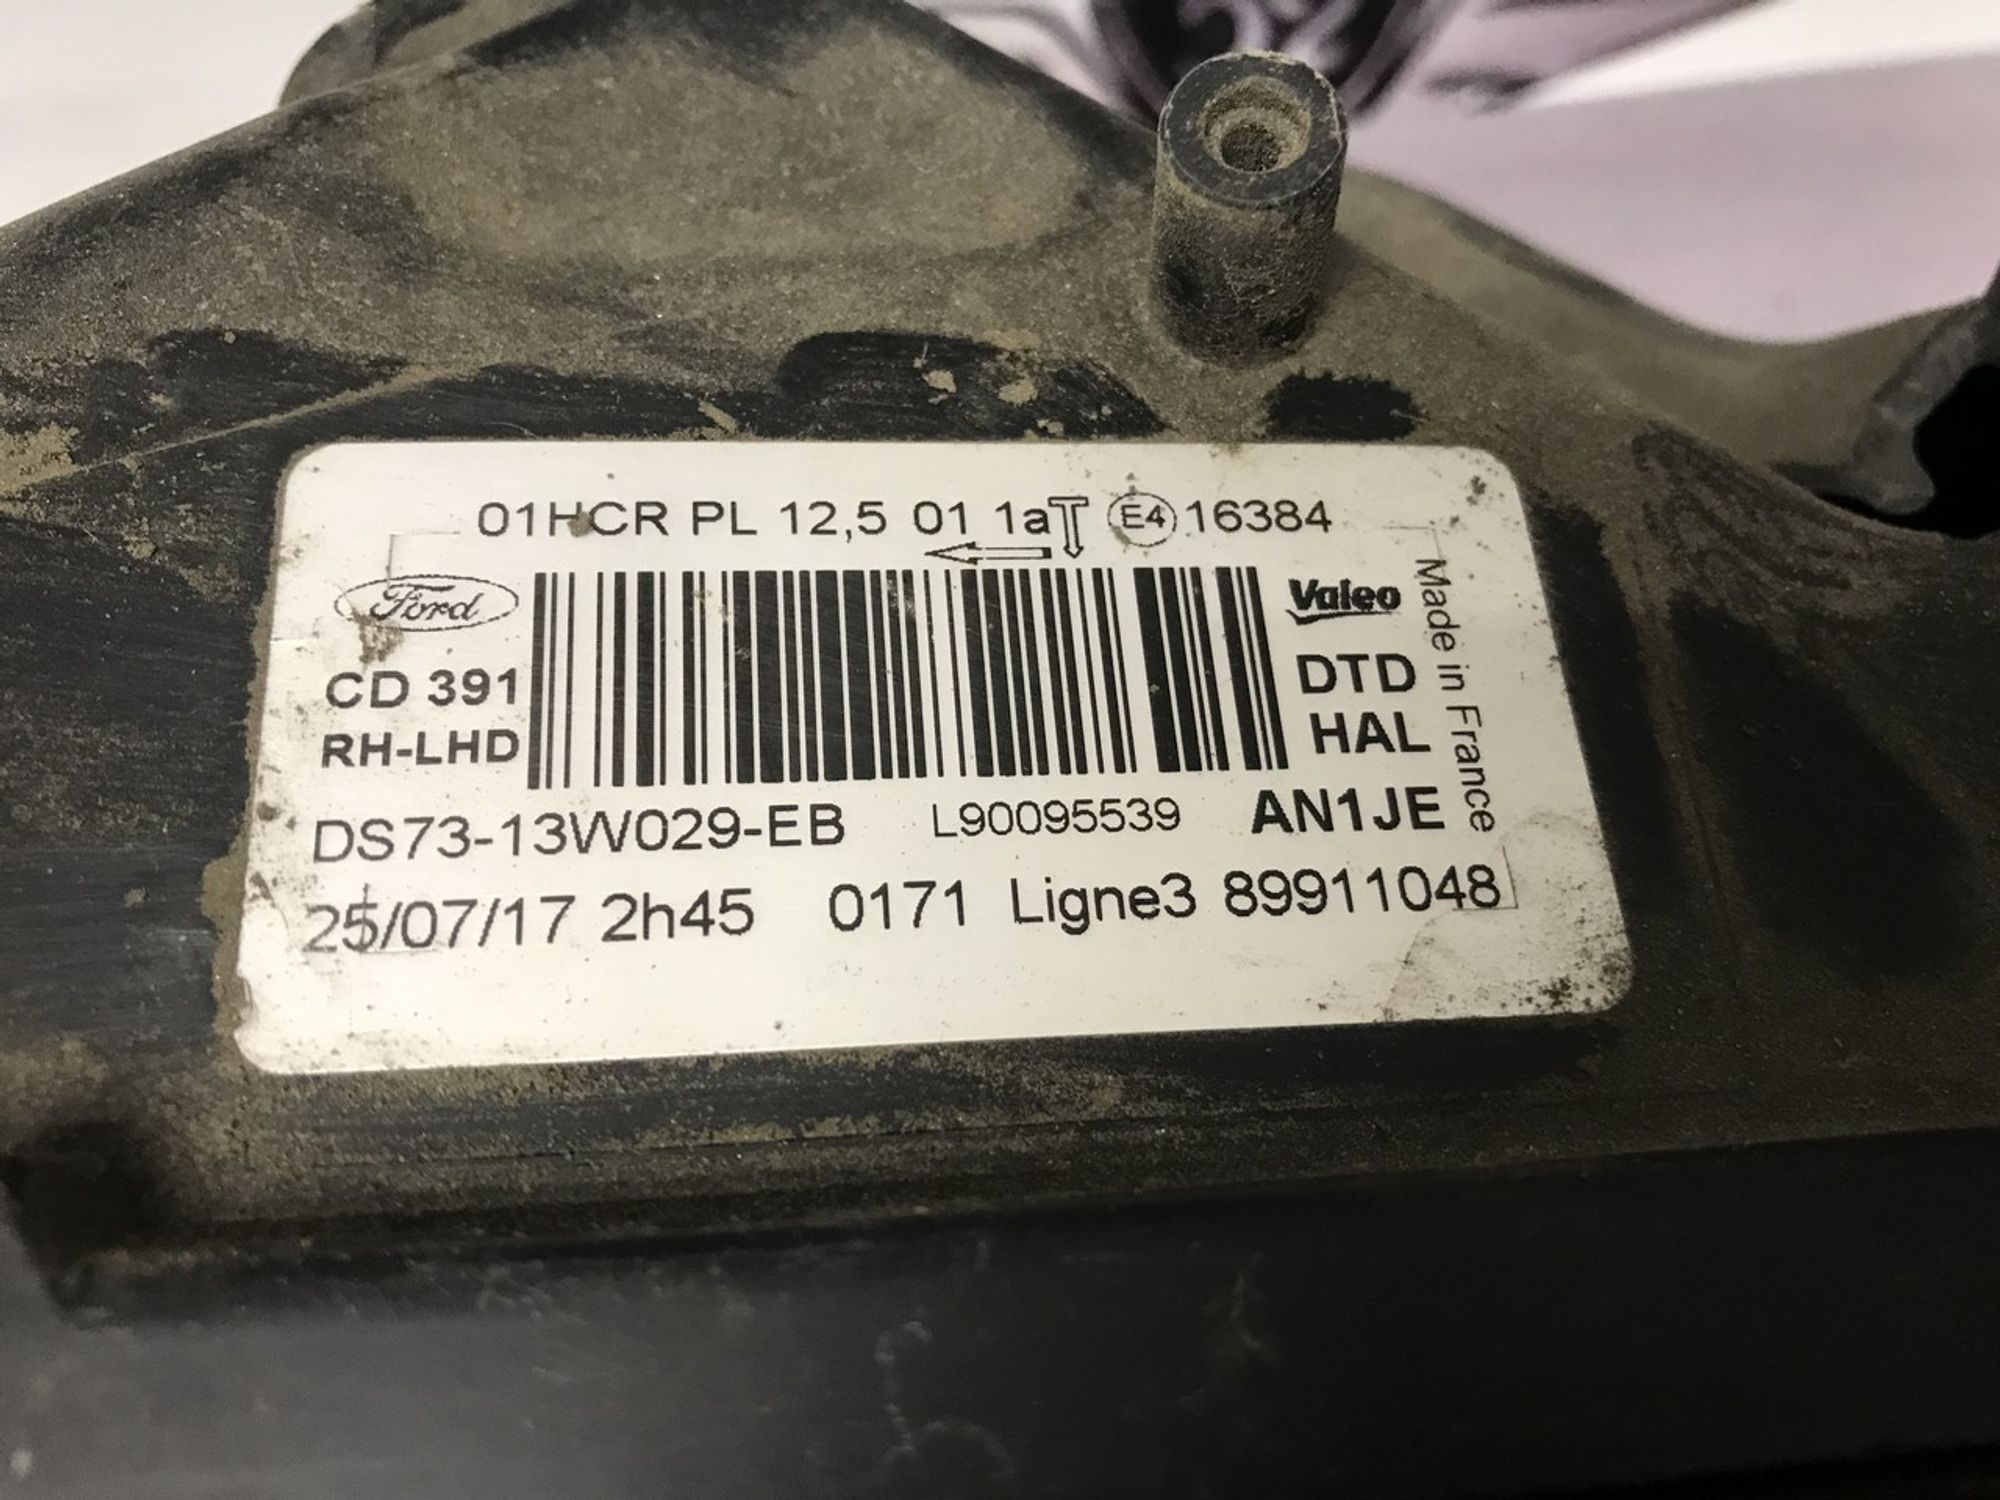 01HCR PL 12,5 01 1a E4 16384
Ford
Valeo
CD 391
DTD
RH-LHD
HAL
Made in France
DS73-13W029-EB L90095539 AN1JE
25/07/17 2h45 0171 Ligne3 89911048